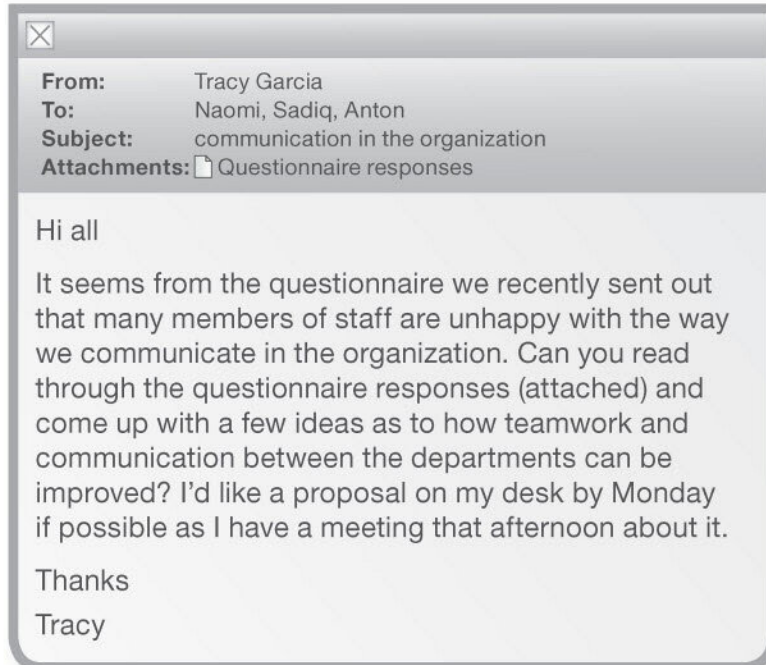 From: Tracy Garcia
To: Naomi, Sadiq, Anton
Subject: communication in the organization
Attachments: Questionnaire responses
Hi all
It seems from the questionnaire we recently sent out
that many members of staff are unhappy with the way
we communicate in the organization. Can you read
through the questionnaire responses (attached) and
come up with a few ideas as to how teamwork and
communication between the departments can be
improved? I'd like a proposal on my desk by Monday
if possible as I have a meeting that afternoon about it.
Thanks
Tracy